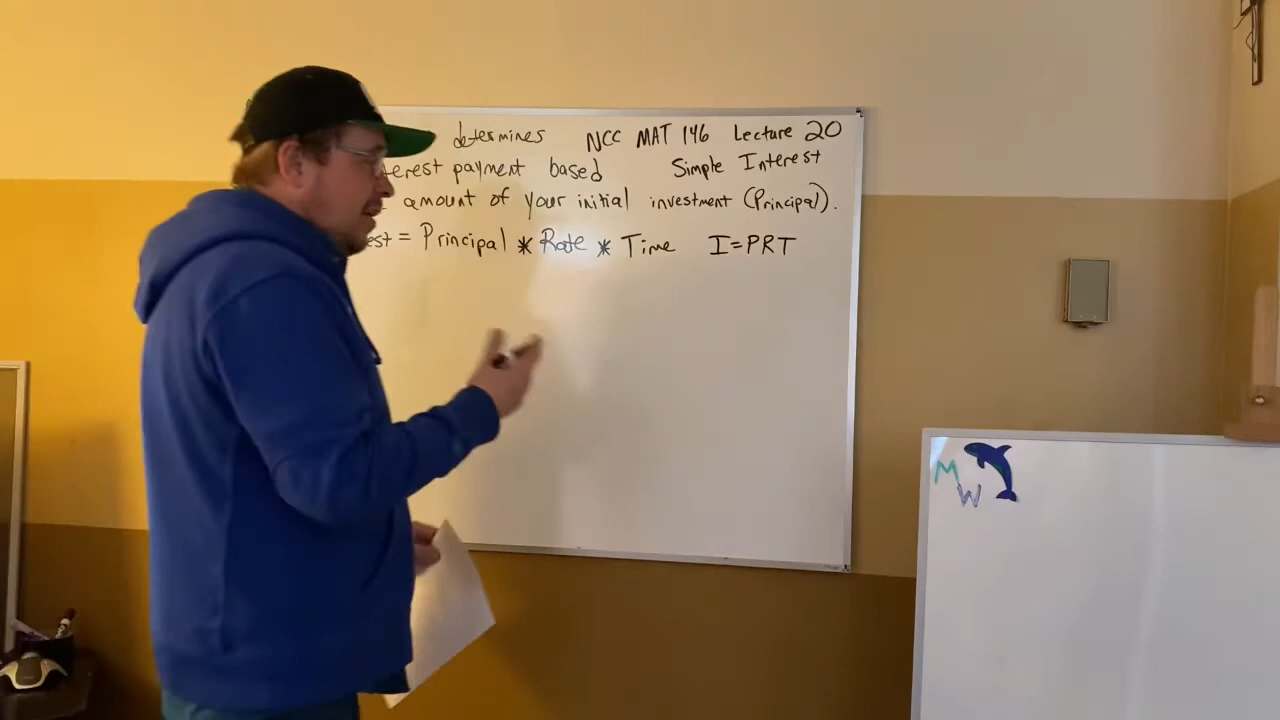 determines NCC MAT 146 Lecture 20
erest payment based Simple Interest
amount of your initial investment (Principal).
est = Principal * Rate * Time I=PRT
M
W